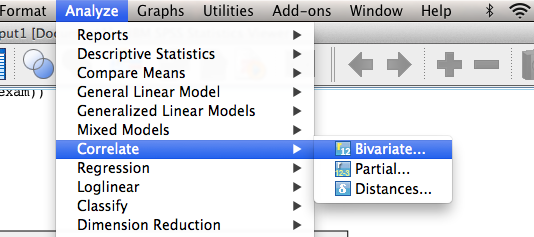 Format Analyze Graphs Utilities Add-ons Window Help
put1 [Doc
exam))
Reports
Descriptive Statistics
Compare Means
General Linear Model
Generalized Linear Models
Mixed Models
Correlate
Bivariate...
Partial...
Distances...
Regression
Loglinear
Classify
Dimension Reduction